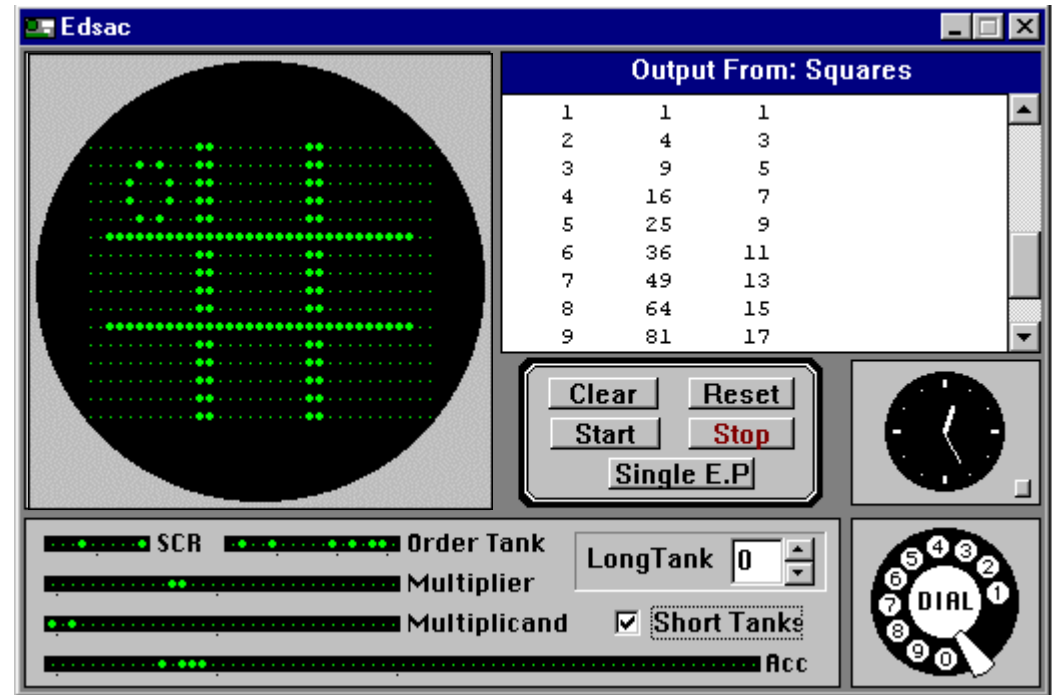 Edsac
Output From: Squares
1 1 1
2 4 3
3 9 5
4 16 7
5 25 9
6 36 11
7 49 13
8 64 15
9 81 17
Clear Reset
Start Stop
Single E.P
SCR Order Tank
LongTank 0
Multiplier
Multiplicand
Short Tanks
Acc
5 4 3 2 1
6 7 8 9 0
DIAL